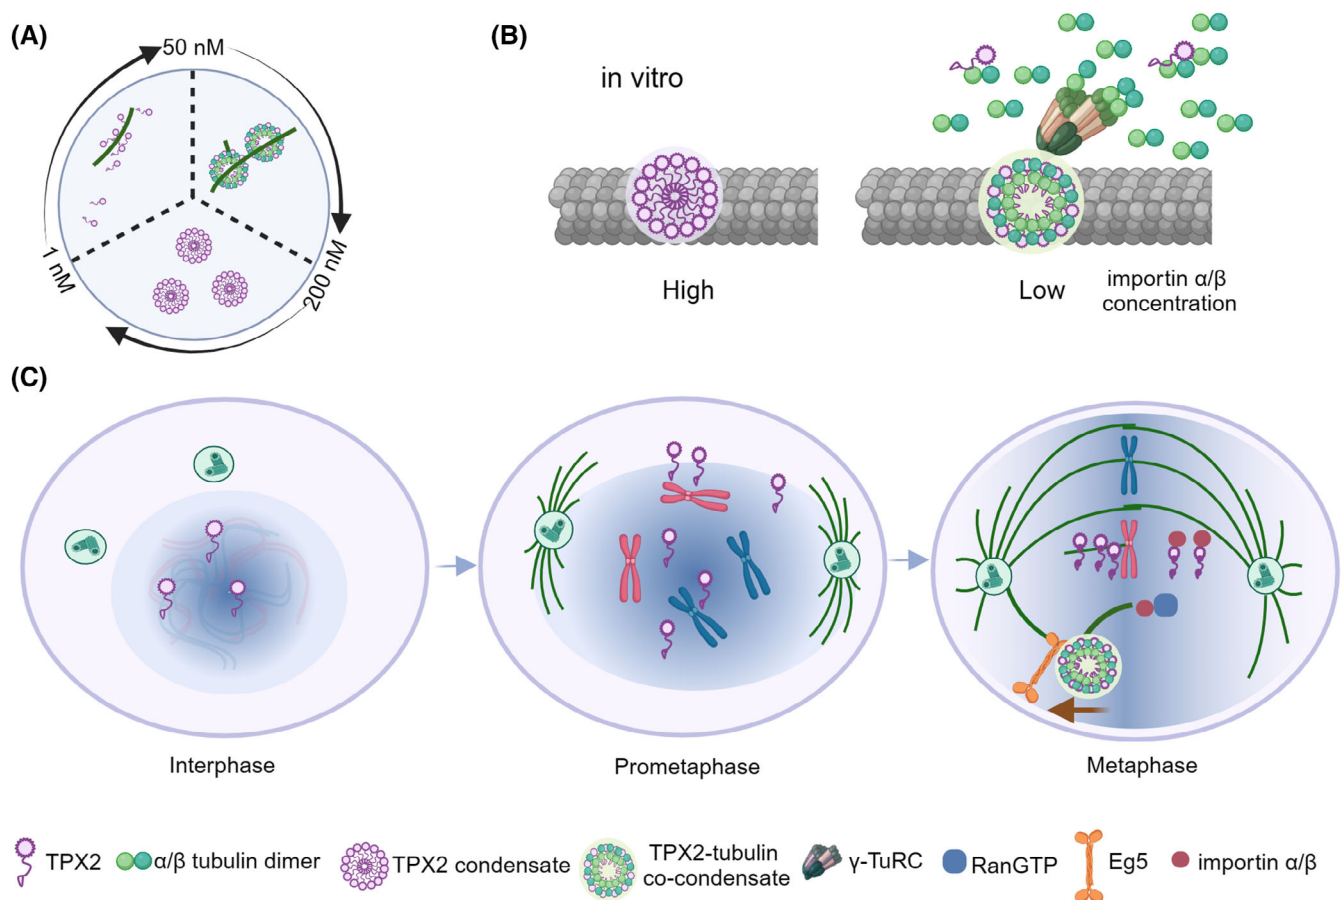 (A)
50 nM
1 nM
200 nM
(B)
in vitro
High
Low
importin α/β
concentration
(C)
Interphase
Prometaphase
Metaphase
TPX2
α/β tubulin dimer
TPX2 condensate
TPX2-tubulin
co-condensate
γ-TuRC
RanGTP
Eg5
importin α/β